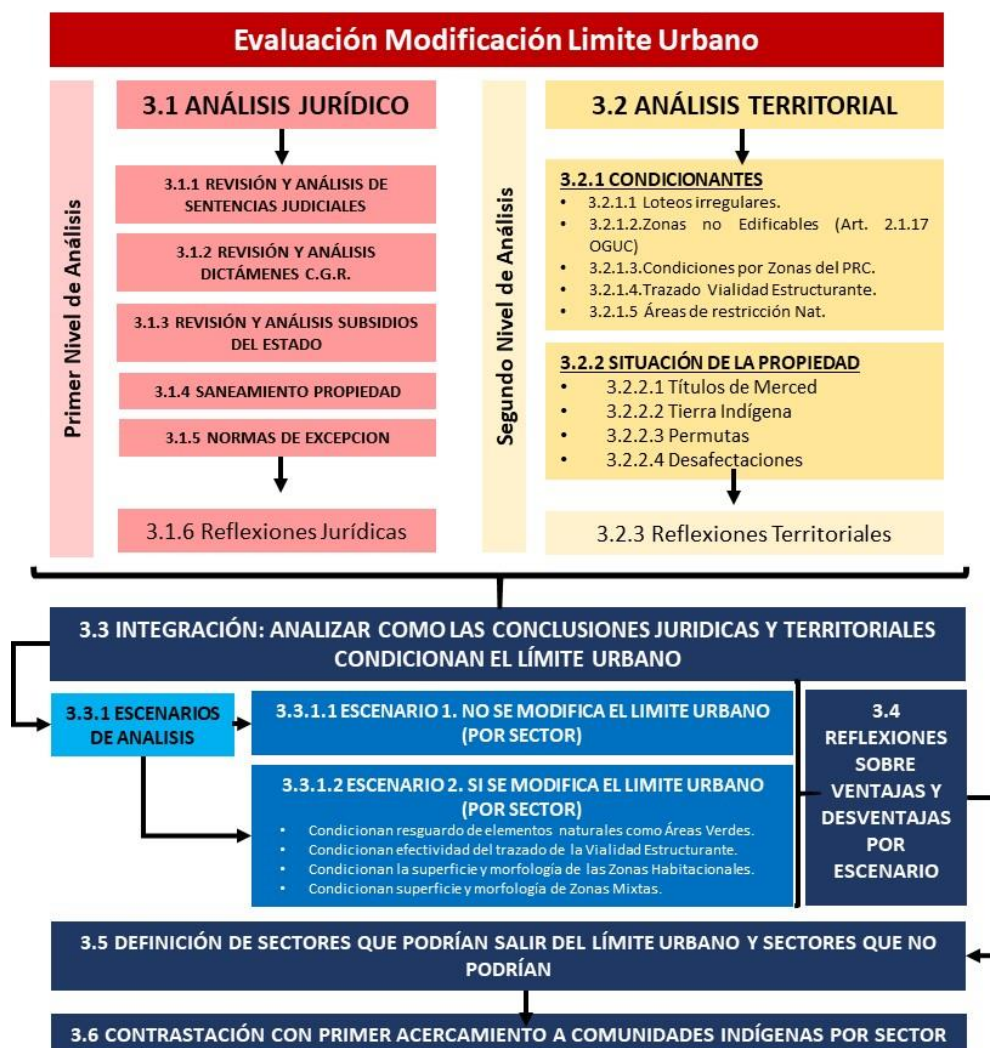 Evaluación Modificación Limite Urbano
Primer Nivel de Análisis
3.1 ANÁLISIS JURÍDICO
3.1.1 REVISIÓN Y ANÁLISIS DE
SENTENCIAS JUDICIALES
3.1.2 REVISIÓN Y ANÁLISIS
DICTÁMENES C.G.R.
3.1.3 REVISIÓN Y ANÁLISIS SUBSIDIOS
DEL ESTADO
3.1.4 SANEAMIENTO PROPIEDAD
3.1.5 NORMAS DE EXCEPCION
3.1.6 Reflexiones Jurídicas
Segundo Nivel de Análisis
3.2 ANÁLISIS TERRITORIAL
3.2.1 CONDICIONANTES
• 3.2.1.1 Loteos irregulares.
• 3.2.1.2.Zonas no Edificables (Art. 2.1.17
OGUC)
• 3.2.1.3.Condiciones por Zonas del PRC.
• 3.2.1.4.Trazado Vialidad Estructurante.
• 3.2.1.5 Áreas de restricción Nat.
3.2.2 SITUACIÓN DE LA PROPIEDAD
• 3.2.2.1 Títulos de Merced
• 3.2.2.2 Tierra Indígena
• 3.2.2.3 Permutas
• 3.2.2.4 Desafectaciones
3.2.3 Reflexiones Territoriales
3.3 INTEGRACIÓN: ANALIZAR COMO LAS CONCLUSIONES JURIDICAS Y TERRITORIALES
CONDICIONAN EL LÍMITE URBANO
3.3.1 ESCENARIOS
DE ANALISIS
3.3.1.1 ESCENARIO 1. NO SE MODIFICA EL LIMITE URBANO
(POR SECTOR)
3.3.1.2 ESCENARIO 2. SI SE MODIFICA EL LIMITE URBANO
(POR SECTOR)
• Condicionan resguardo de elementos naturales como Áreas Verdes.
• Condicionan efectividad del trazado de la Vialidad Estructurante.
• Condicionan la superficie y morfología de las Zonas Habitacionales.
• Condicionan superficie y morfología de Zonas Mixtas.
3.4
REFLEXIONES
SOBRE
VENTAJAS Y
DESVENTAJAS
POR
ESCENARIO
3.5 DEFINICIÓN DE SECTORES QUE PODRÍAN SALIR DEL LÍMITE URBANO Y SECTORES QUE NO
PODRÍAN
3.6 CONTRASTACIÓN CON PRIMER ACERCAMIENTO A COMUNIDADES INDÍGENAS POR SECTOR